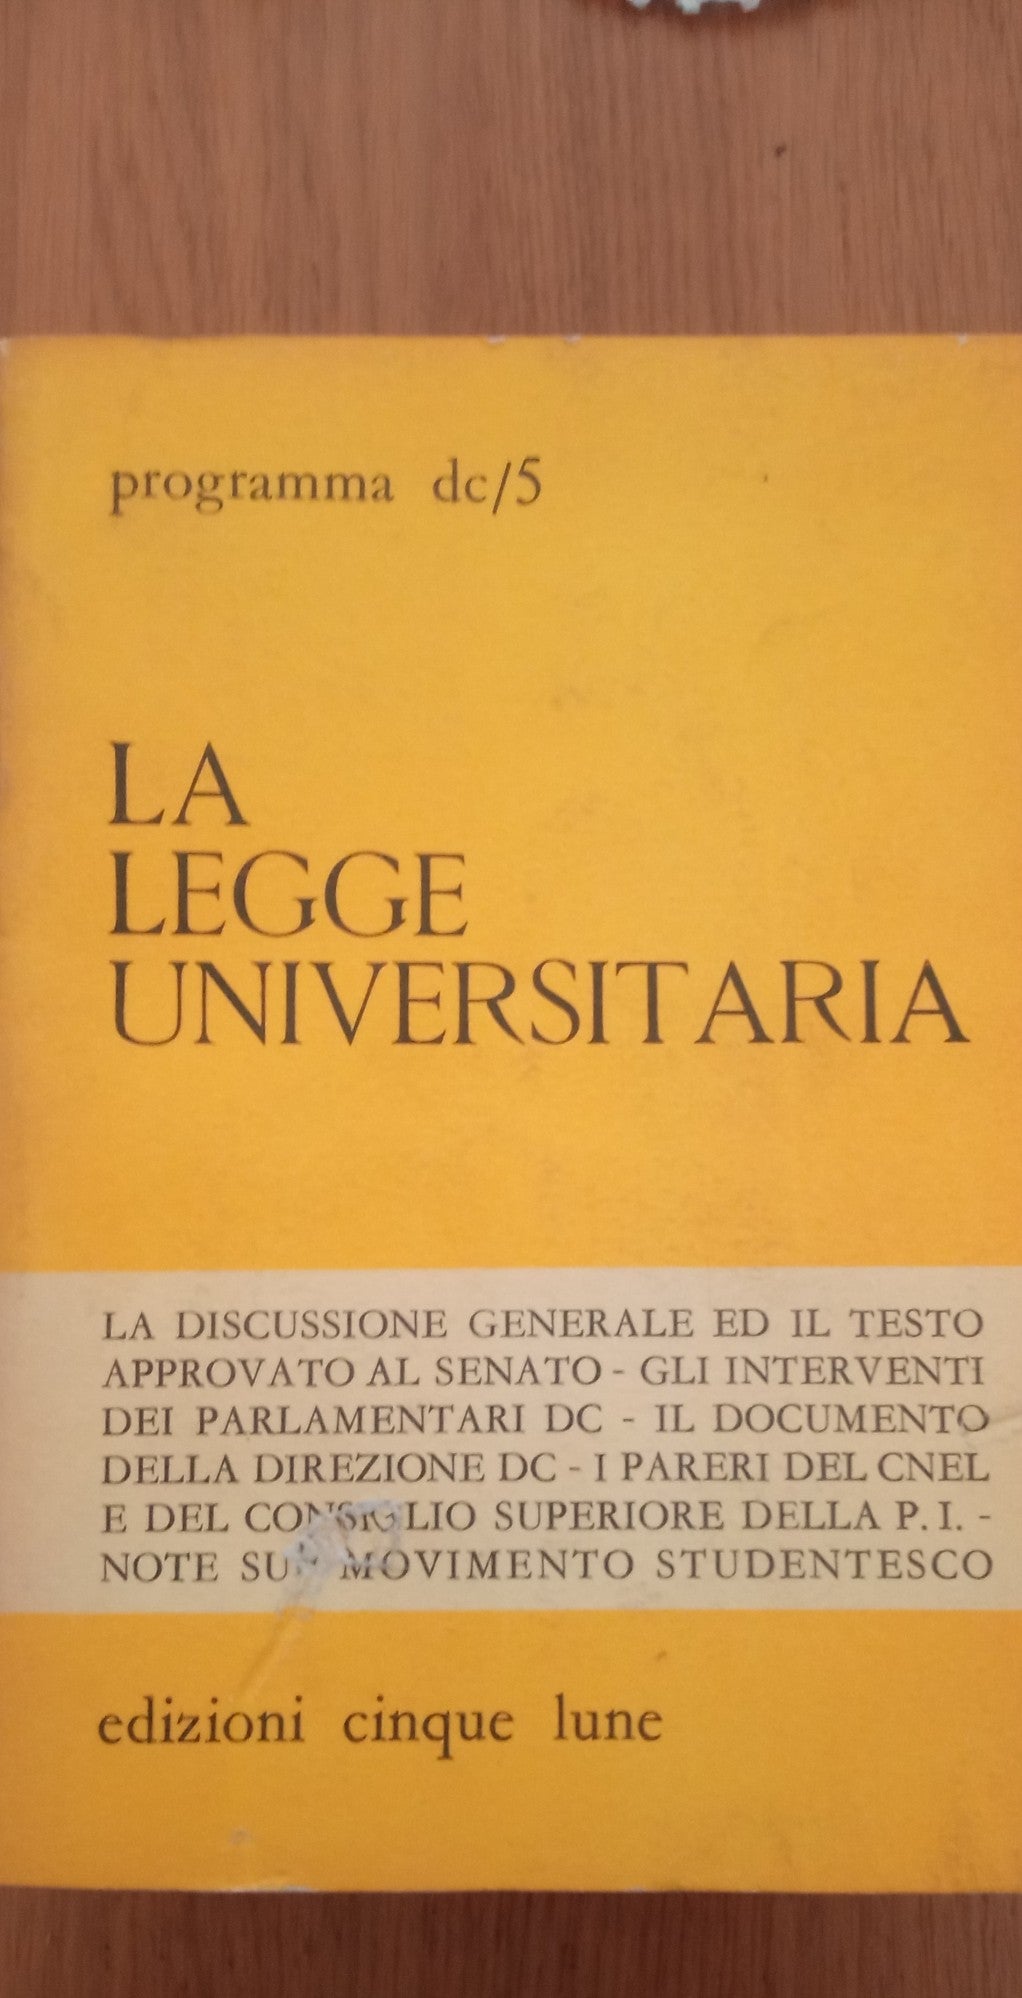 programma dc/5
LA
LEGGE
UNIVERSITARIA
LA DISCUSSIONE GENERALE ED IL TESTO
APPROVATO AL SENATO - GLI INTERVENTI
DEI PARLAMENTARI DC - IL DOCUMENTO
DELLA DIREZIONE DC - I PARERI DEL CNEL
E DEL CONSIGLIO SUPERIORE DELLA P.I. -
NOTE SUL MOVIMENTO STUDENTESCO
edizioni cinque lune